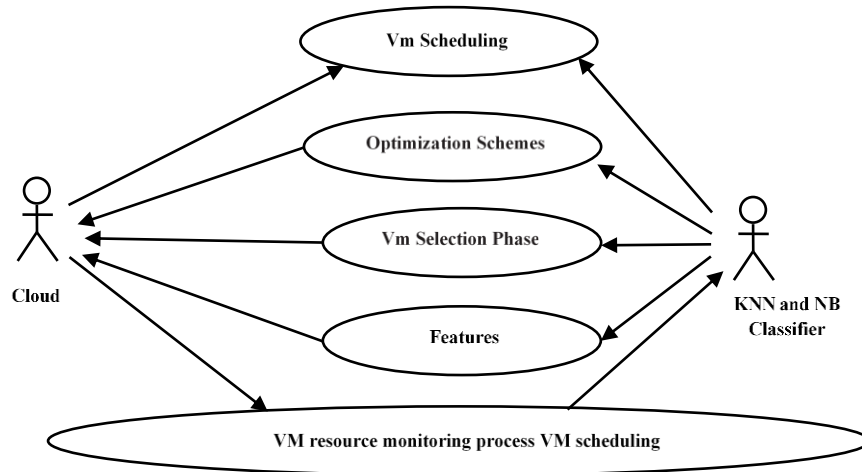 Vm Scheduling
Optimization Schemes
Vm Selection Phase
Cloud
KNN and NB
Classifier
Features
VM resource monitoring process VM scheduling